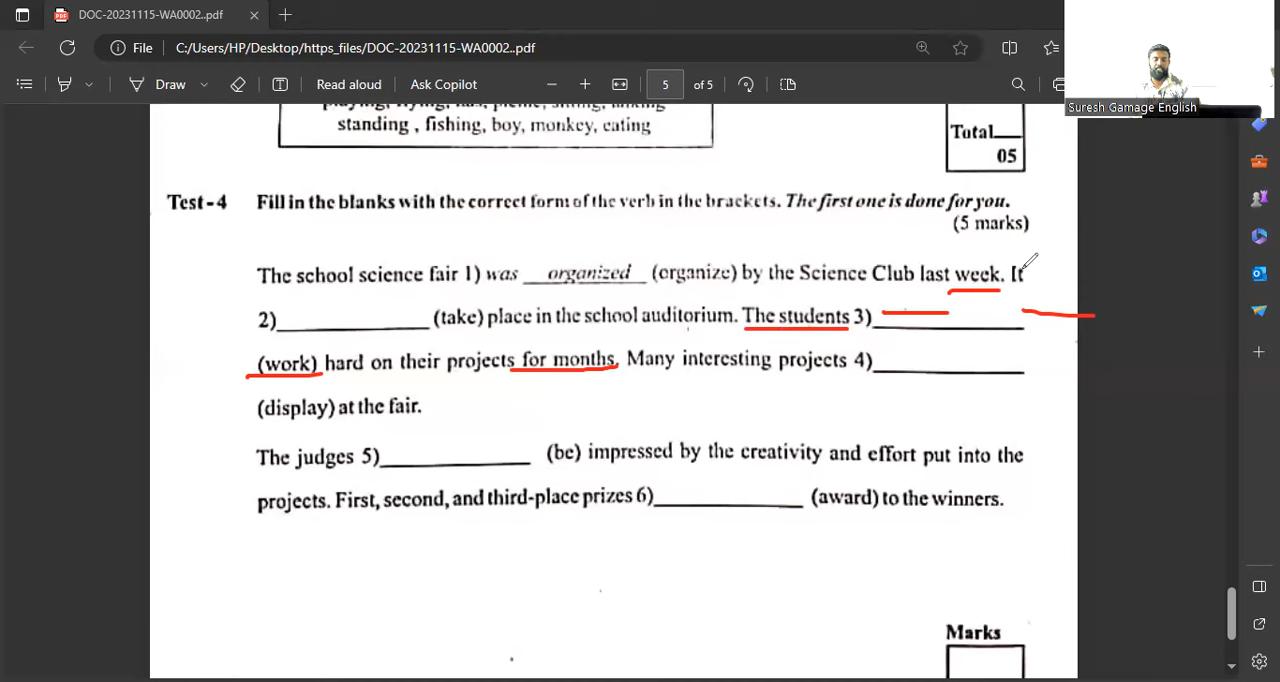 DOC-20231115-WA0002..pdf
File C:/Users/HP/Desktop/https_files/DOC-20231115-WA0002..pdf
Draw Read aloud Ask Copilot 5 of 5
Suresh Gamage English
standing , fishing, boy, monkey, eating
Total
05
Test-4 Fill in the blanks with the correct form of the verb in the brackets. The first one is done for you.
(5 marks)
The school science fair 1) was organized (organize) by the Science Club last week. It
2)____________ (take) place in the school auditorium. The students 3)____________
(work) hard on their projects for months. Many interesting projects 4)____________
(display) at the fair.
The judges 5)____________ (be) impressed by the creativity and effort put into the
projects. First, second, and third-place prizes 6)____________ (award) to the winners.
Marks